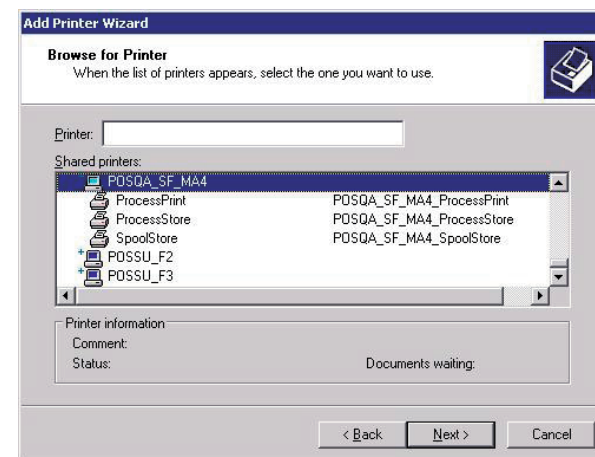 Add Printer Wizard
Browse for Printer
When the list of printers appears, select the one you want to use.
Printer:
Shared printers:
POSQA_SF_MA4
ProcessPrint POSQA_SF_MA4_ProcessPrint
ProcessStore POSQA_SF_MA4_ProcessStore
SpoolStore POSQA_SF_MA4_SpoolStore
POSSU_F2
POSSU_F3
Printer information
Comment:
Status: Documents waiting:
< Back Next > Cancel